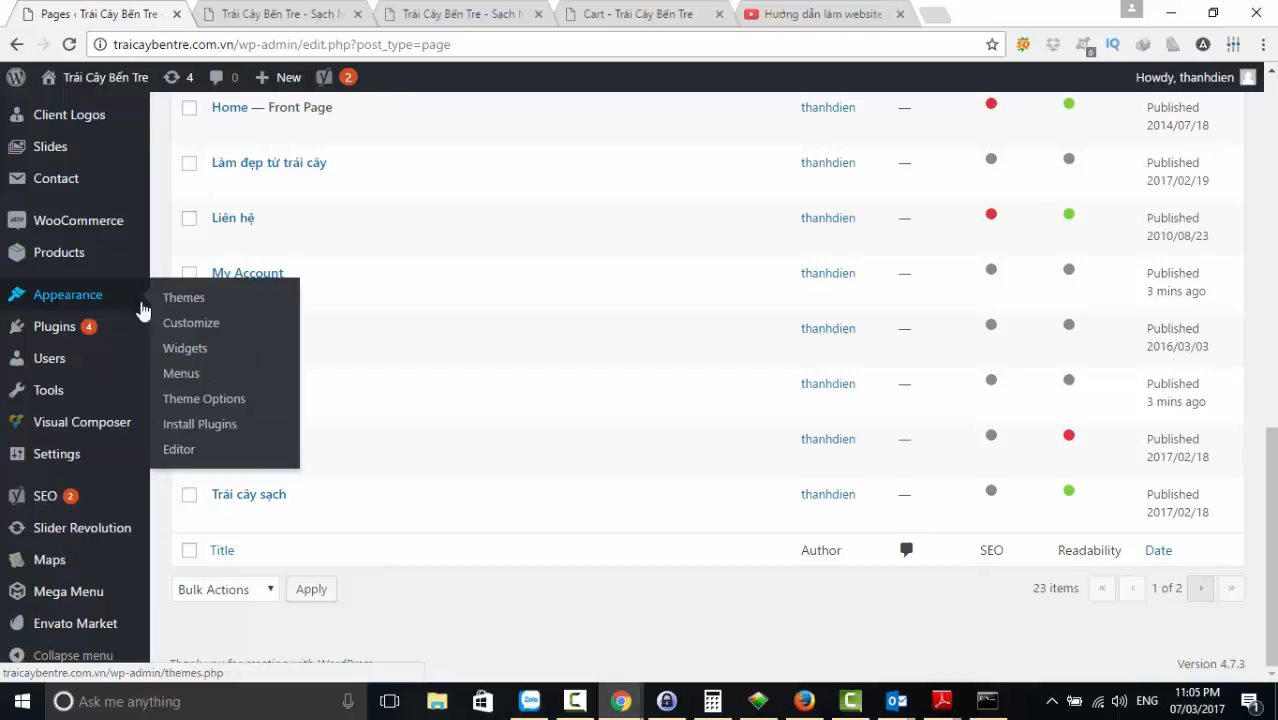 Pages ‹ Trái Cây Bến Tre -
Trái Cây Bến Tre - Sạch N
Trái Cây Bến Tre - Sạch N
Cart - Trái Cây Bến Tre
Hướng dẫn làm website
traicaybentre.com.vn/wp-admin/edit.php?post_type=page
Trái Cây Bến Tre
4
0
New
2
Howdy, thanhdien
Client Logos
Slides
Contact
WooCommerce
Products
Appearance
Plugins 4
Users
Tools
Visual Composer
Settings
SEO 2
Slider Revolution
Maps
Mega Menu
Envato Market
Collapse menu
Themes
Customize
Widgets
Menus
Theme Options
Install Plugins
Editor
Home — Front Page
thanhdien
—
Published
2014/07/18
Làm đẹp từ trái cây
thanhdien
—
Published
2017/02/19
Liên hệ
thanhdien
—
Published
2010/08/23
My Account
thanhdien
—
Published
3 mins ago
thanhdien
—
Published
2016/03/03
thanhdien
—
Published
3 mins ago
thanhdien
—
Published
2017/02/18
Trái cây sạch
thanhdien
—
Published
2017/02/18
Title
Author
SEO
Readability
Date
Bulk Actions
Apply
23 items
«
‹
1 of 2
›
»
Thank you for creating with WordPress
Version 4.7.3
traicaybentre.com.vn/wp-admin/themes.php
Ask me anything
Zalo
ENG
11:05 PM
07/03/2017
1